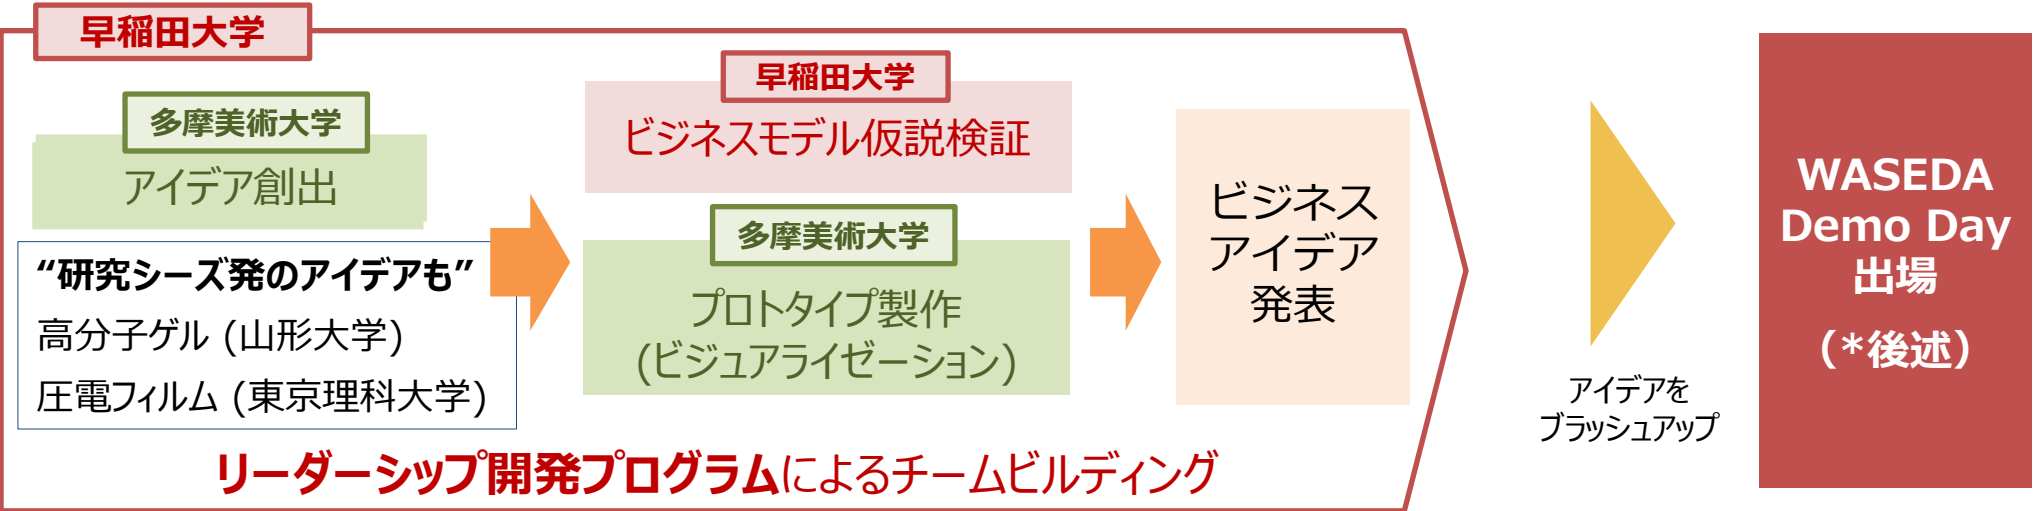 早稲田大学
多摩美術大学
アイデア創出
“研究シーズ発のアイデアも”
高分子ゲル (山形大学)
圧電フィルム (東京理科大学)
早稲田大学
ビジネスモデル仮説検証
多摩美術大学
プロトタイプ製作
(ビジュアライゼーション)
ビジネス
アイデア
発表
リーダーシップ開発プログラムによるチームビルディング
アイデアを
ブラッシュアップ
WASEDA
Demo Day
出場
（*後述）